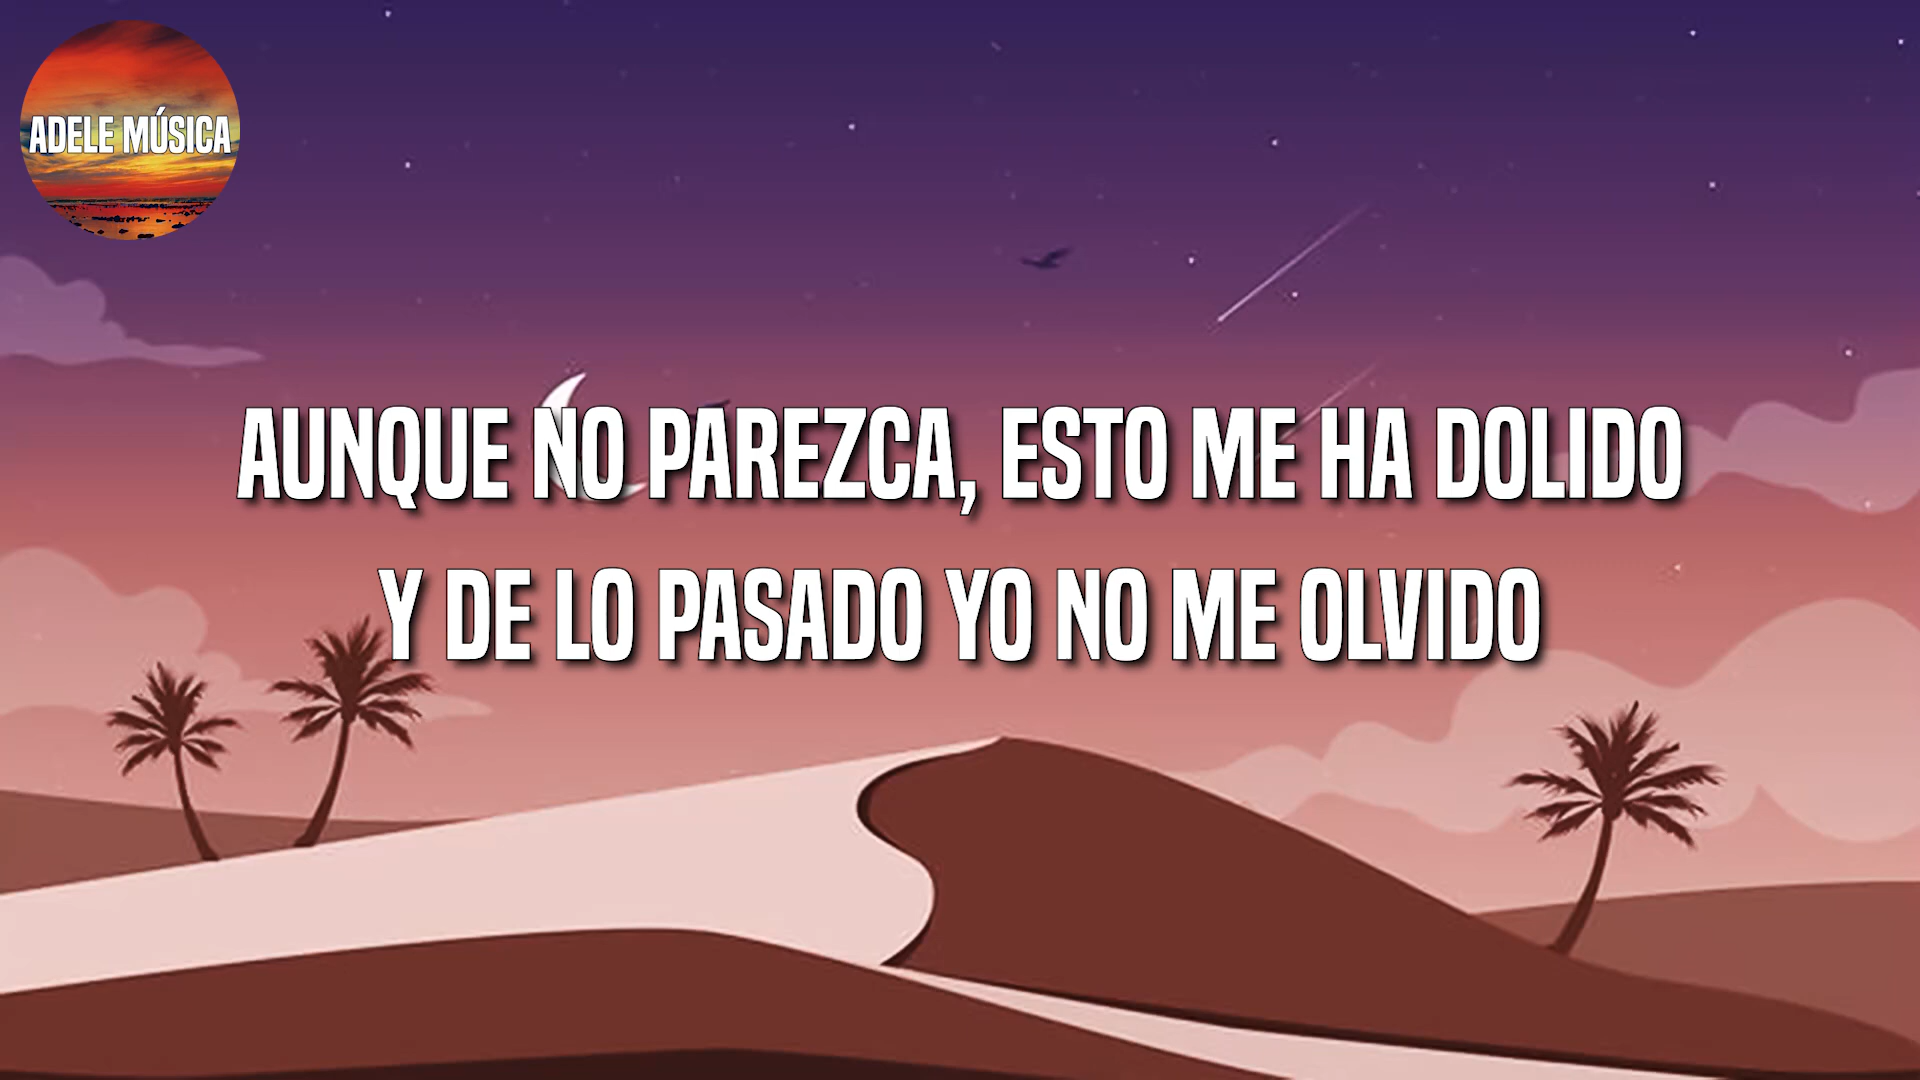 ADELE MÚSICA
AUNQUE NO PAREZCA, ESTO ME HA DOLIDO
Y DE LO PASADO YO NO ME OLVIDO